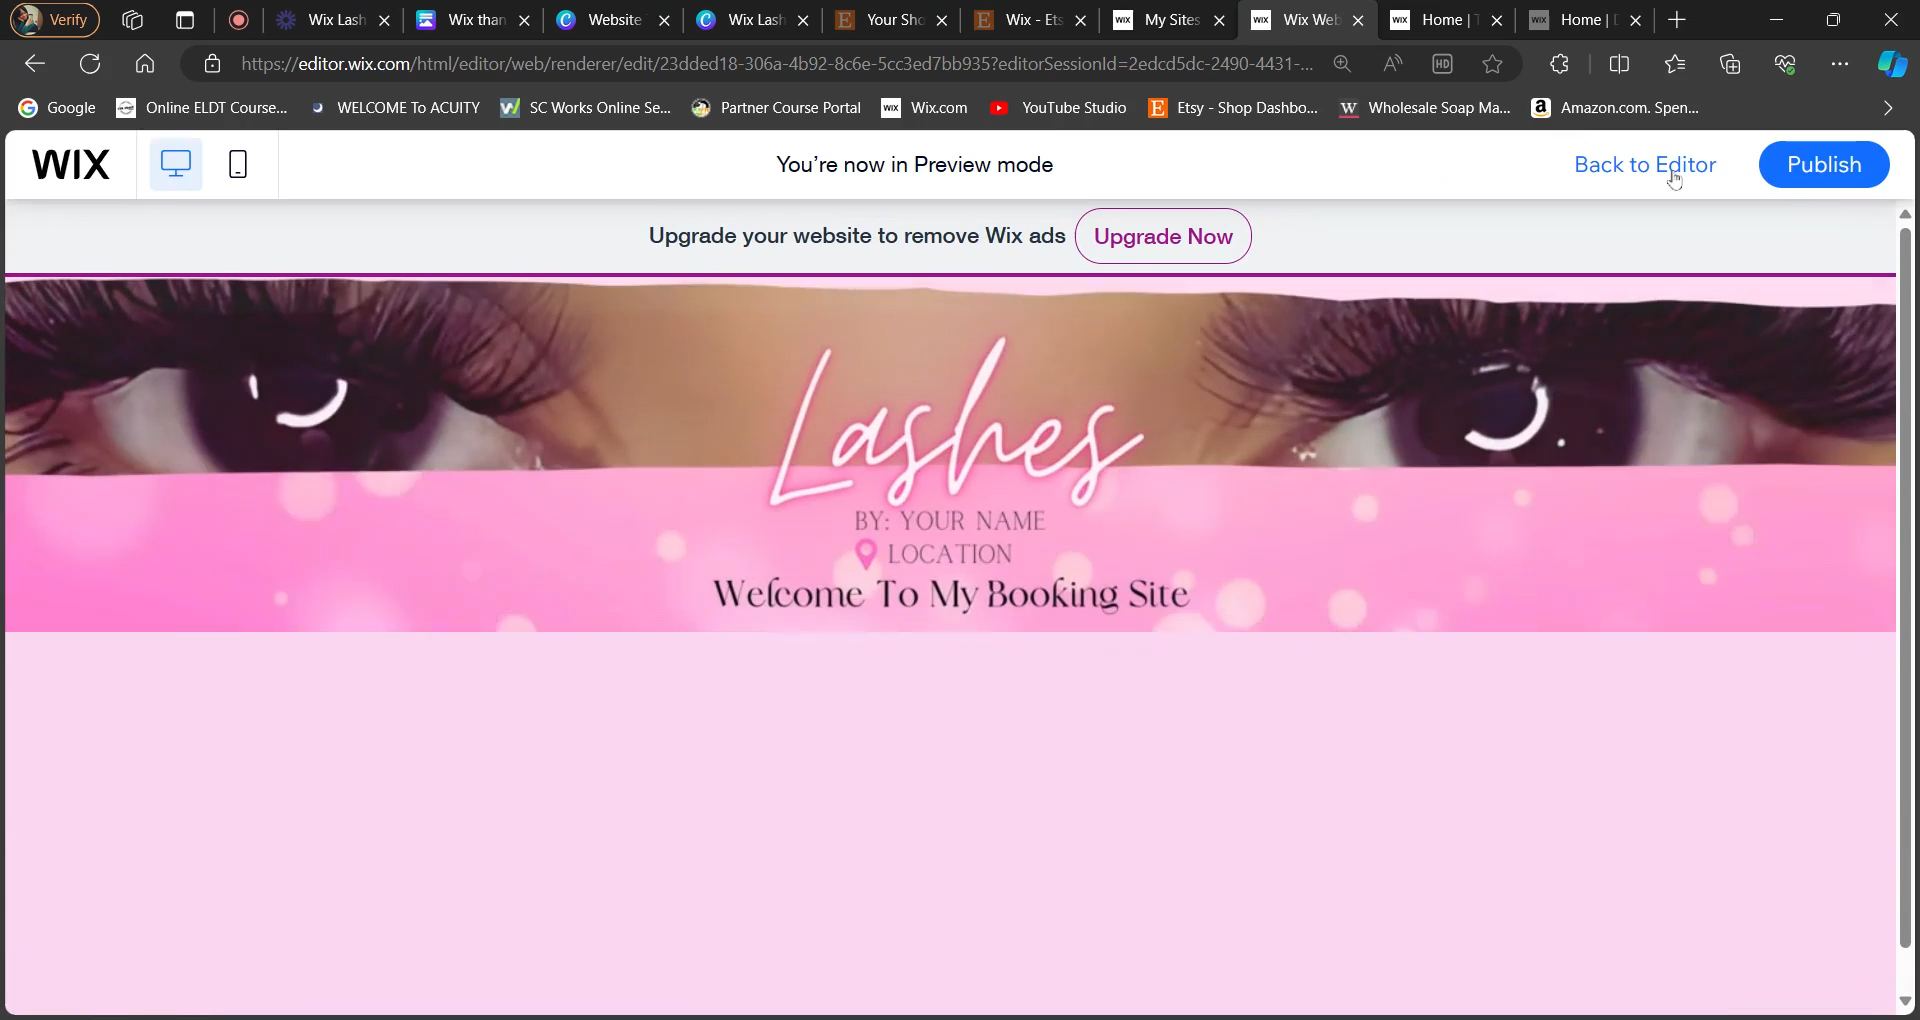 Verify
Wix Lash
Wix than
Website
Wix Lash
Your Sho
Wix - Ets
My Sites
Wix Web
Home | T
Home |
https://editor.wix.com/html/editor/web/renderer/edit/23dded18-306a-4b92-8c6e-5cc3ed7bb935?editorSessionId=2edcd5dc-2490-4431-...
Google
Online ELDT Course...
WELCOME To ACUITY
SC Works Online Se...
Partner Course Portal
WIX Wix.com
YouTube Studio
Etsy - Shop Dashbo...
Wholesale Soap Ma...
Amazon.com. Spen...
WIX
You're now in Preview mode
Back to Editor
Publish
Upgrade your website to remove Wix ads
Upgrade Now
Lashes
BY: YOUR NAME
LOCATION
Welcome To My Booking Site